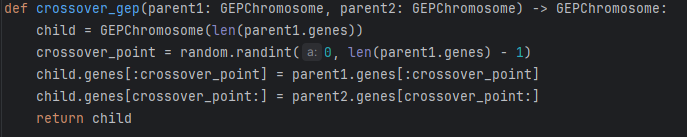 def crossover_gep(parent1: GEPChromosome, parent2: GEPChromosome) -> GEPChromosome:
    child = GEPChromosome(len(parent1.genes))
    crossover_point = random.randint( a: 0, len(parent1.genes) - 1)
    child.genes[:crossover_point] = parent1.genes[:crossover_point]
    child.genes[crossover_point:] = parent2.genes[crossover_point:]
    return child